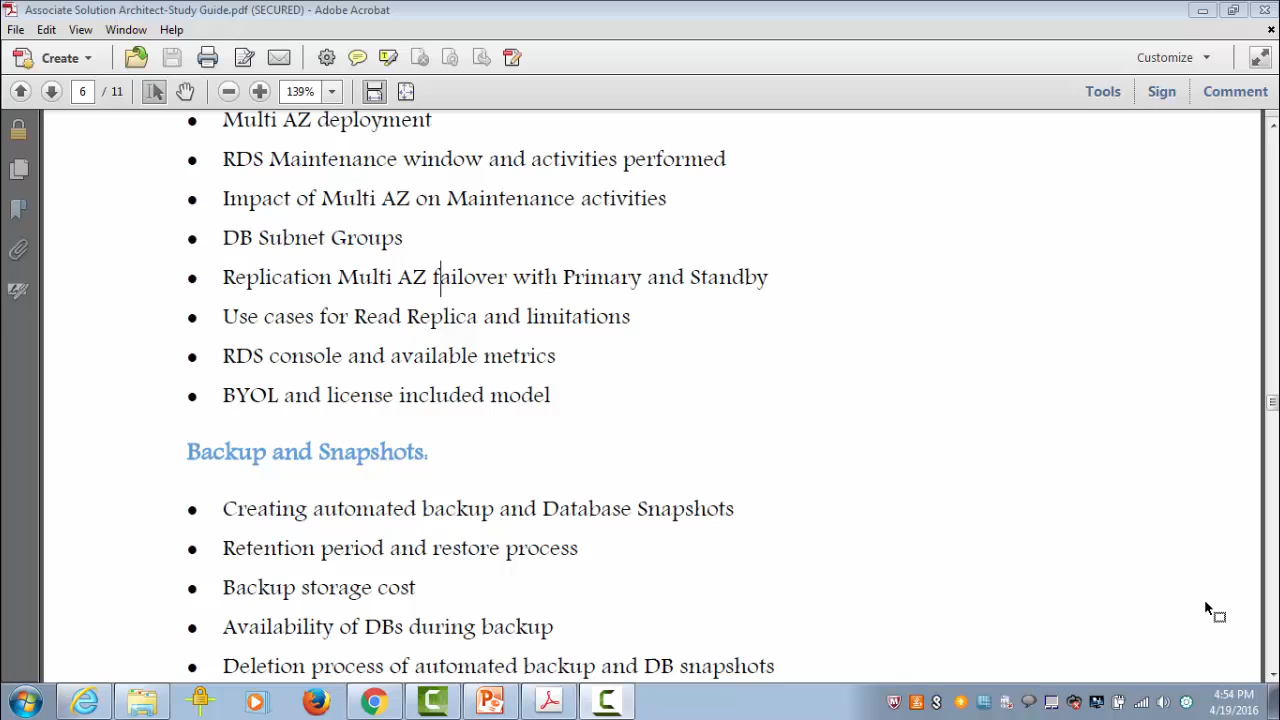 Associate Solution Architect-Study Guide.pdf (SECURED) - Adobe Acrobat
File Edit View Window Help
Create Customize
6 / 11 139% Tools Sign Comment
• Multi AZ deployment
• RDS Maintenance window and activities performed
• Impact of Multi AZ on Maintenance activities
• DB Subnet Groups
• Replication Multi AZ failover with Primary and Standby
• Use cases for Read Replica and limitations
• RDS console and available metrics
• BYOL and license included model
Backup and Snapshots:
• Creating automated backup and Database Snapshots
• Retention period and restore process
• Backup storage cost
• Availability of DBs during backup
• Deletion process of automated backup and DB snapshots
4:54 PM
4/19/2016